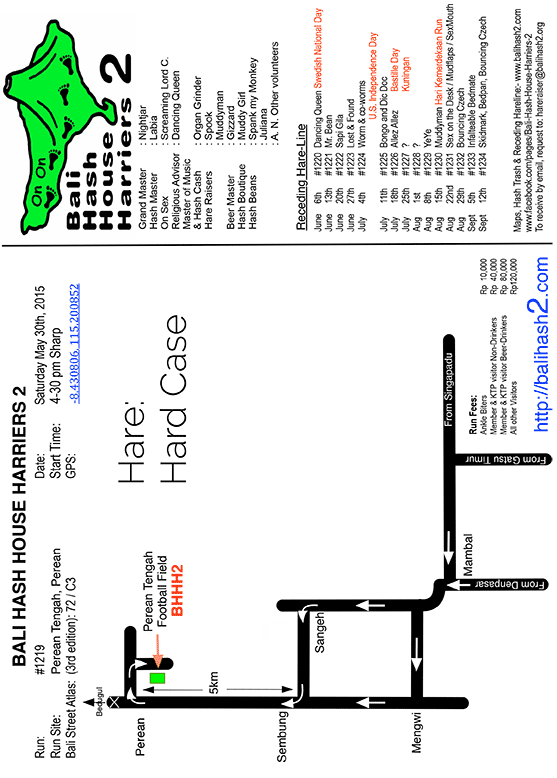 BALI HASH HOUSE HARRIERS 2
Run: #1219
Run Site: Perean Tengah, Perean
Bali Street Atlas: (3rd edition): 72 / C3
Date: Saturday May 30th, 2015
Start Time: 4-30 pm Sharp
GPS: -8.430806, 115.200852
Hare:
Hard Case
Bedugul
Perean
Perean Tengah
Football Field
BHHH2
5km
Sembung
Sangeh
Mengwi
Mambal
From Denpasar
From Gatsu Timur
From Singapadu
Run Fees:
Ankle Biters Rp 10,000
Member & KTP visitor Non-Drinkers Rp 40,000
Member & KTP visitor Beer-Drinkers Rp 80,000
All other Visitors Rp120,000
http://balihash2.com
On On
Bali
Hash
House
Harriers 2
Grand Master : Nightjar
Hash Master : Labia
On Sex : Screaming Lord C.
Religious Advisor : Dancing Queen
Master of Music
& Hash Cash : Organ Grinder
Hare Raisers : Spook
: Muddyman
Beer Master : Gizzard
Hash Boutique : Muddy Girl
Hash Beans : Spank my Monkey
: Juliana
: A. N. Other volunteers
Receding Hare-Line
June 6th #1220 Dancing Queen Swedish National Day
June 13th #1221 Mr. Bean
June 20th #1222 Sapi Gila
June 27th #1223 Lost & Found
July 4th #1224 Worm & co-worms
U.S. Independence Day
July 11th #1225 Bongo and Dic Doc
July 18th #1226 Allez Allez Bastille Day
July 25th #1227 ? Kuningan
Aug 1st #1228 ?
Aug 8th #1229 YeYe
Aug 15th #1230 Muddyman Hari Kemerdekaan Run
Aug 22nd #1231 Sex on the Desk / Mudflaps / SexMouth
Aug 29th #1232 Bouncing Czech
Sept 5th #1233 Infalteable Bedmate
Sept 12th #1234 Skidmark, Bedpan, Bouncing Czech
Maps, Hash Trash & Receding Hareline:- www.balihash2.com
www.facebook.com/pages/Bali-Hash-House-Harriers-2
To receive by email, request to: hareraiser@balihash2.org